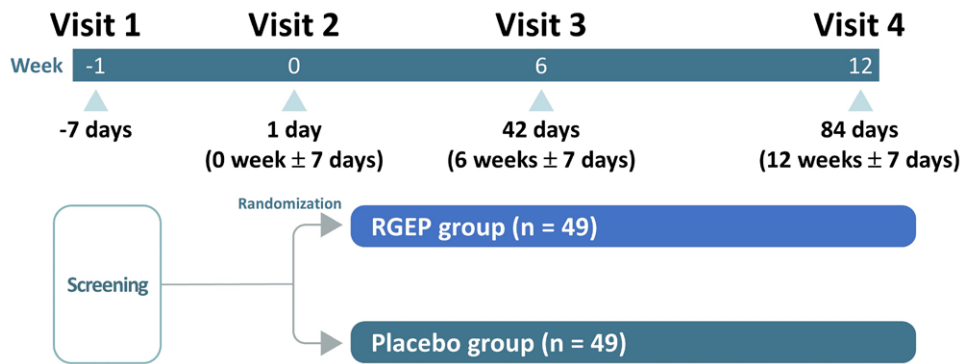 Visit 1 Visit 2 Visit 3 Visit 4
Week -1 0 6 12
-7 days 1 day 42 days 84 days
(0 week ± 7 days) (6 weeks ± 7 days) (12 weeks ± 7 days)
Randomization
RGEP group (n = 49)
Screening
Placebo group (n = 49)